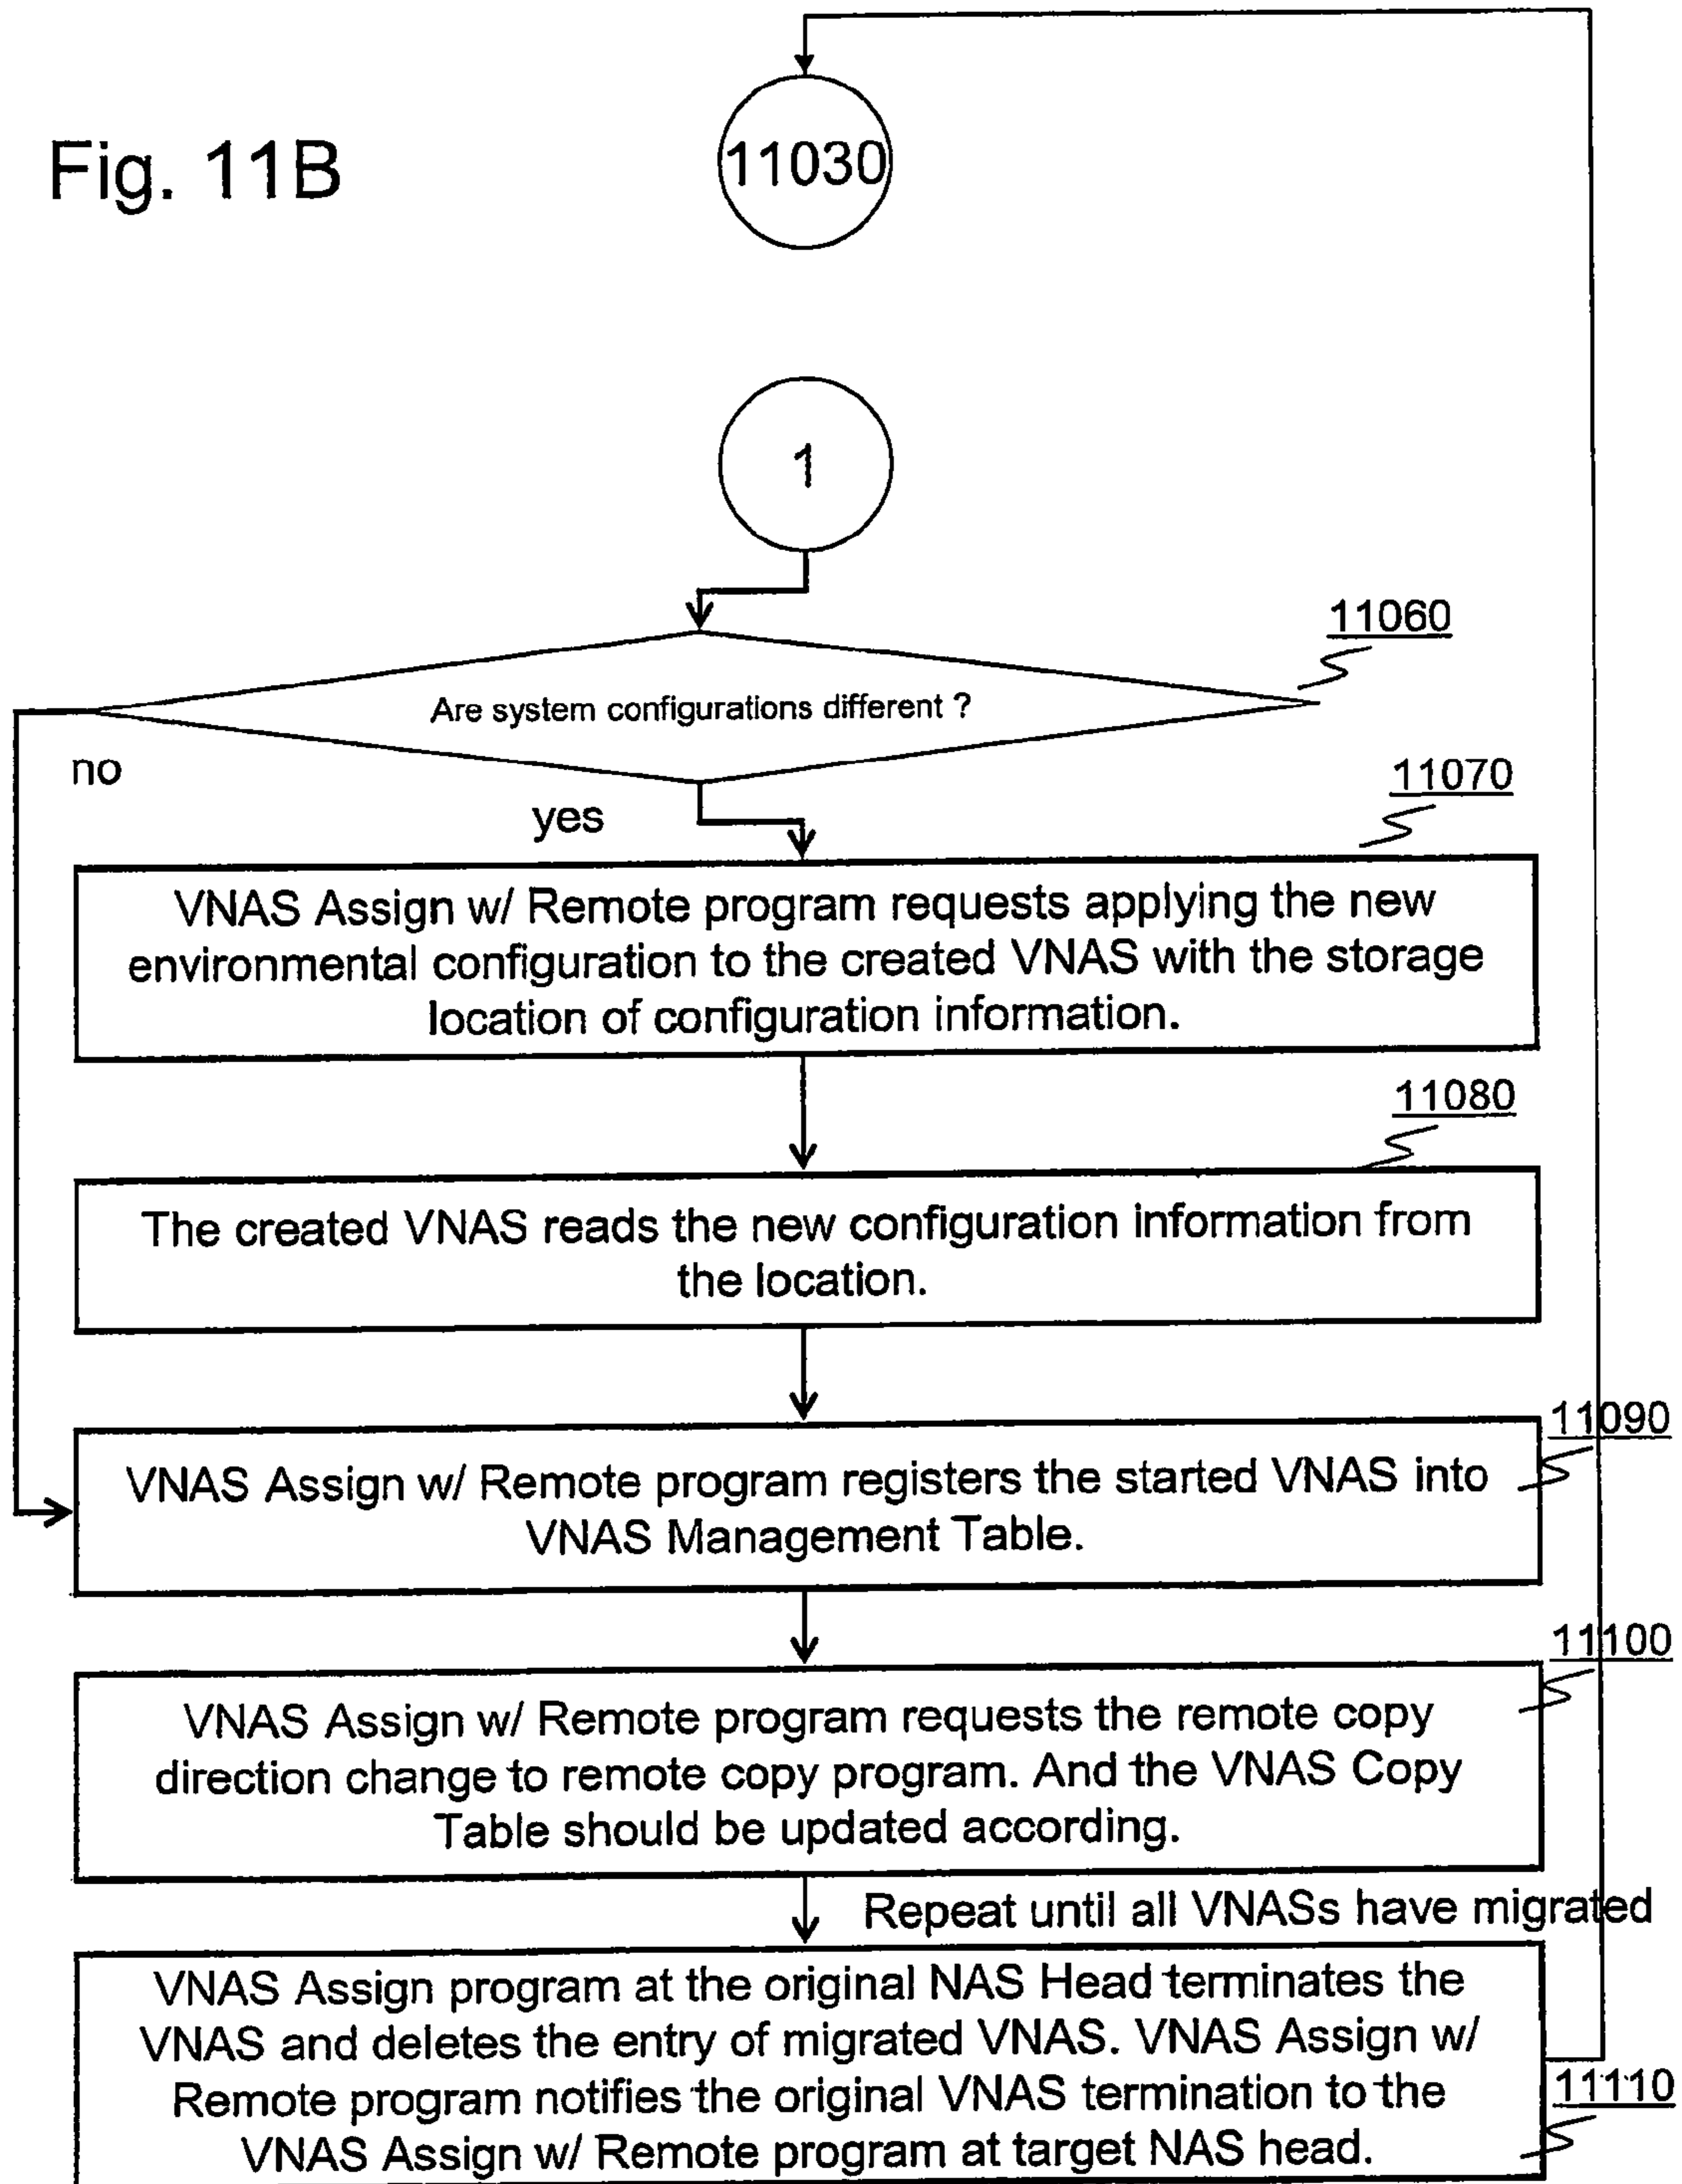 Fig. 11B
11030
1
11060
Are system configurations different ?
no
yes
11070
VNAS Assign w/ Remote program requests applying the new
environmental configuration to the created VNAS with the storage
location of configuration information.
11080
The created VNAS reads the new configuration information from
the location.
11090
VNAS Assign w/ Remote program registers the started VNAS into
VNAS Management Table.
11100
VNAS Assign w/ Remote program requests the remote copy
direction change to remote copy program. And the VNAS Copy
Table should be updated according.
Repeat until all VNASs have migrated
VNAS Assign program at the original NAS Head terminates the
VNAS and deletes the entry of migrated VNAS. VNAS Assign w/
Remote program notifies the original VNAS termination to the
VNAS Assign w/ Remote program at target NAS head.
11110